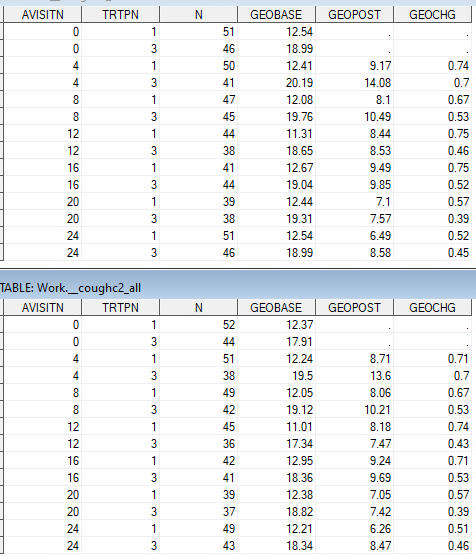 AVISITN TRTPN N GEOBASE GEOPOST GEOCHG
0 1 51 12.54 . .
0 3 46 18.99 . .
4 1 50 12.41 9.17 0.74
4 3 41 20.19 14.08 0.7
8 1 47 12.08 8.1 0.67
8 3 45 19.76 10.49 0.53
12 1 44 11.31 8.44 0.75
12 3 38 18.65 8.53 0.46
16 1 41 12.67 9.49 0.75
16 3 44 19.04 9.85 0.52
20 1 39 12.44 7.1 0.57
20 3 38 19.31 7.57 0.39
24 1 51 12.54 6.49 0.52
24 3 46 18.99 8.58 0.45
TABLE: Work.__coughc2_all
AVISITN TRTPN N GEOBASE GEOPOST GEOCHG
0 1 52 12.37 . .
0 3 44 17.91 . .
4 1 51 12.24 8.71 0.71
4 3 38 19.5 13.6 0.7
8 1 49 12.05 8.06 0.67
8 3 42 19.12 10.21 0.53
12 1 45 11.01 8.18 0.74
12 3 36 17.34 7.47 0.43
16 1 42 12.95 9.24 0.71
16 3 41 18.36 9.69 0.53
20 1 39 12.38 7.05 0.57
20 3 37 18.82 7.42 0.39
24 1 49 12.21 6.26 0.51
24 3 43 18.34 8.47 0.46